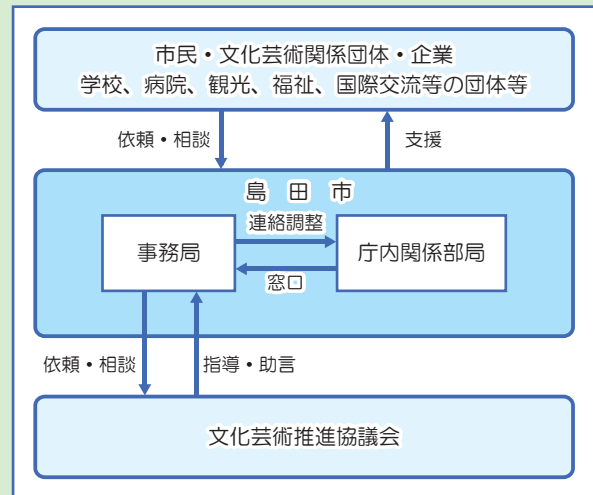 市民・文化芸術関係団体・企業
学校、病院、観光、福祉、国際交流等の団体等
依頼・相談
支援
島田市
連絡調整
事務局
庁内関係部局
窓口
依頼・相談
指導・助言
文化芸術推進協議会